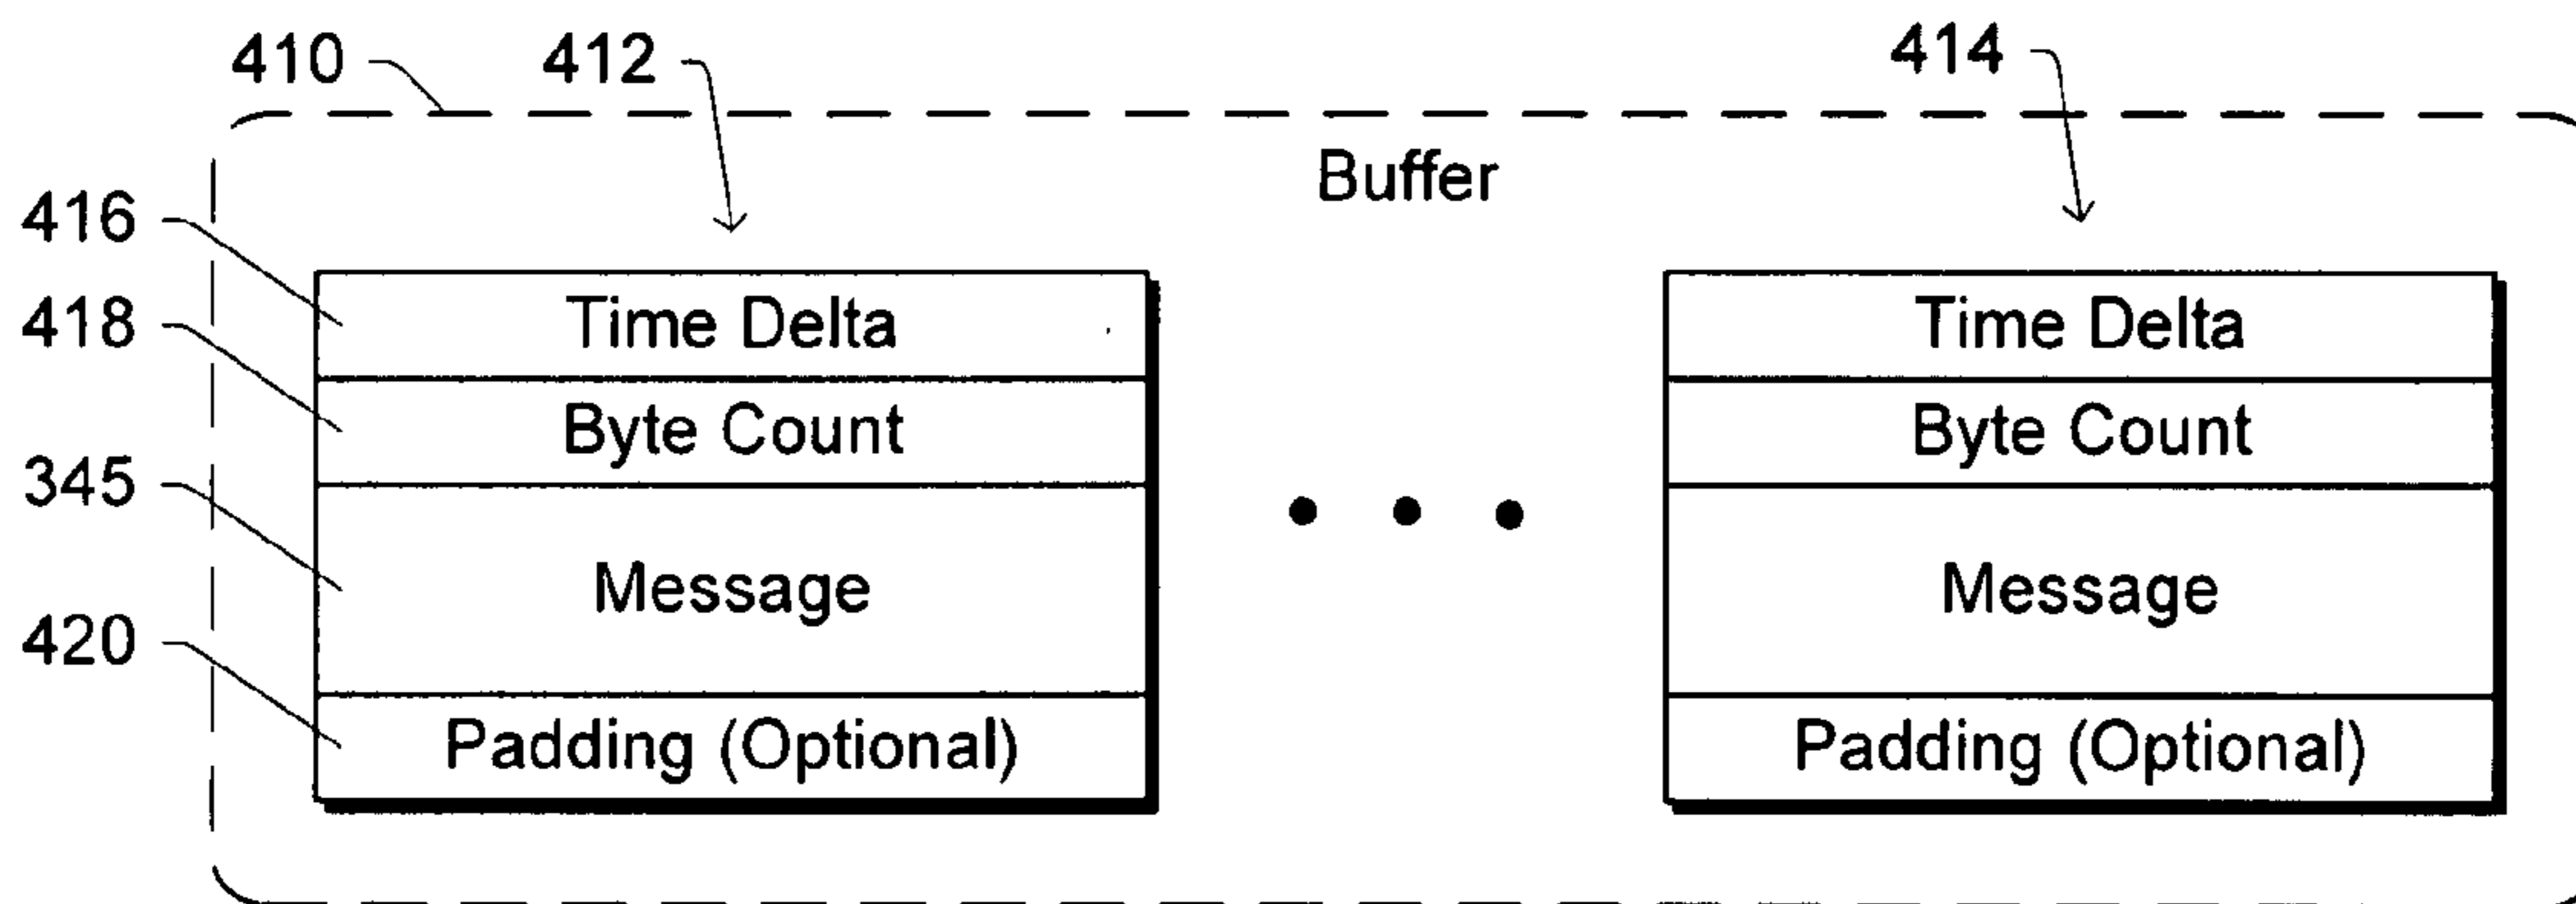 410 412 414
Buffer
416
Time Delta Time Delta
418
Byte Count Byte Count
345
Message Message
420
Padding (Optional) Padding (Optional)